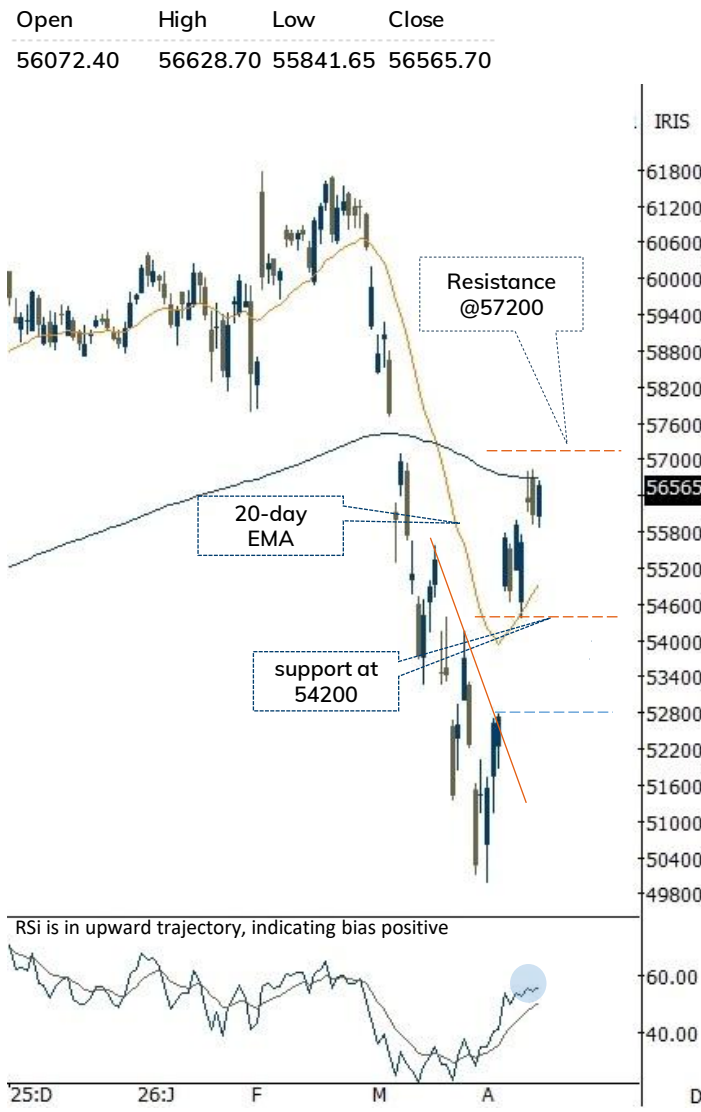 Open High Low Close
56072.40 56628.70 55841.65 56565.70
IRIS
61800
61200
60600
60000
59400
58800
58200
57600
57000
56565
55800
55200
54600
54000
53400
52800
52200
51600
51000
50400
49800
Resistance
@57200
20-day
EMA
support at
54200
RSi is in upward trajectory, indicating bias positive
60.00
40.00
25:D 26:J F M A D